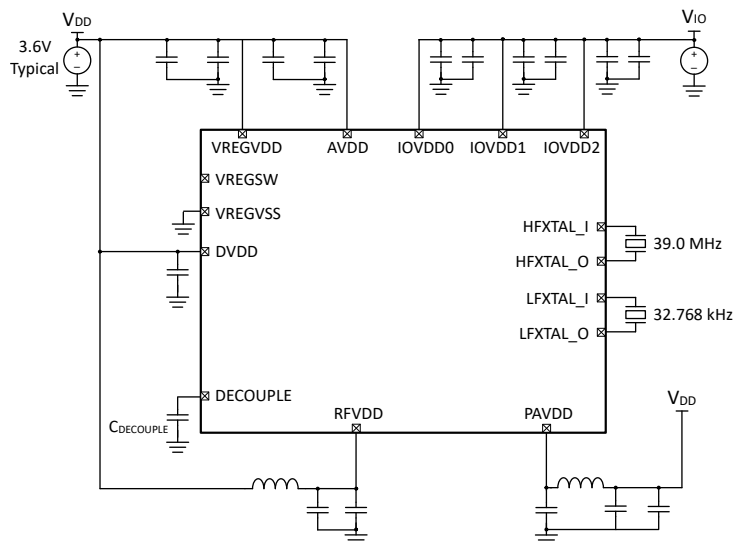 VDD
VIO
3.6V
Typical
+
–
+
–
VREGVDD
AVDD
IOVDD0
IOVDD1
IOVDD2
VREGSW
VREGVSS
HFXTAL_I
39.0 MHz
DVDD
HFXTAL_O
LFXTAL_I
32.768 kHz
LFXTAL_O
DECOUPLE
CDECOUPLE
RFVDD
PAVDD
VDD